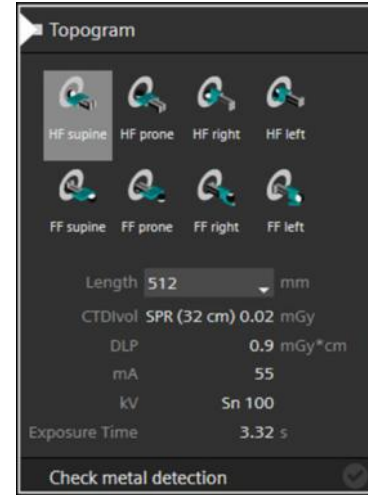 Topogram
HF supine HF prone HF right HF left
FF supine FF prone FF right FF left
Length 512 mm
CTDIvol SPR (32 cm) 0.02 mGy
DLP 0.9 mGy*cm
mA 55
kV Sn 100
Exposure Time 3.32 s
Check metal detection